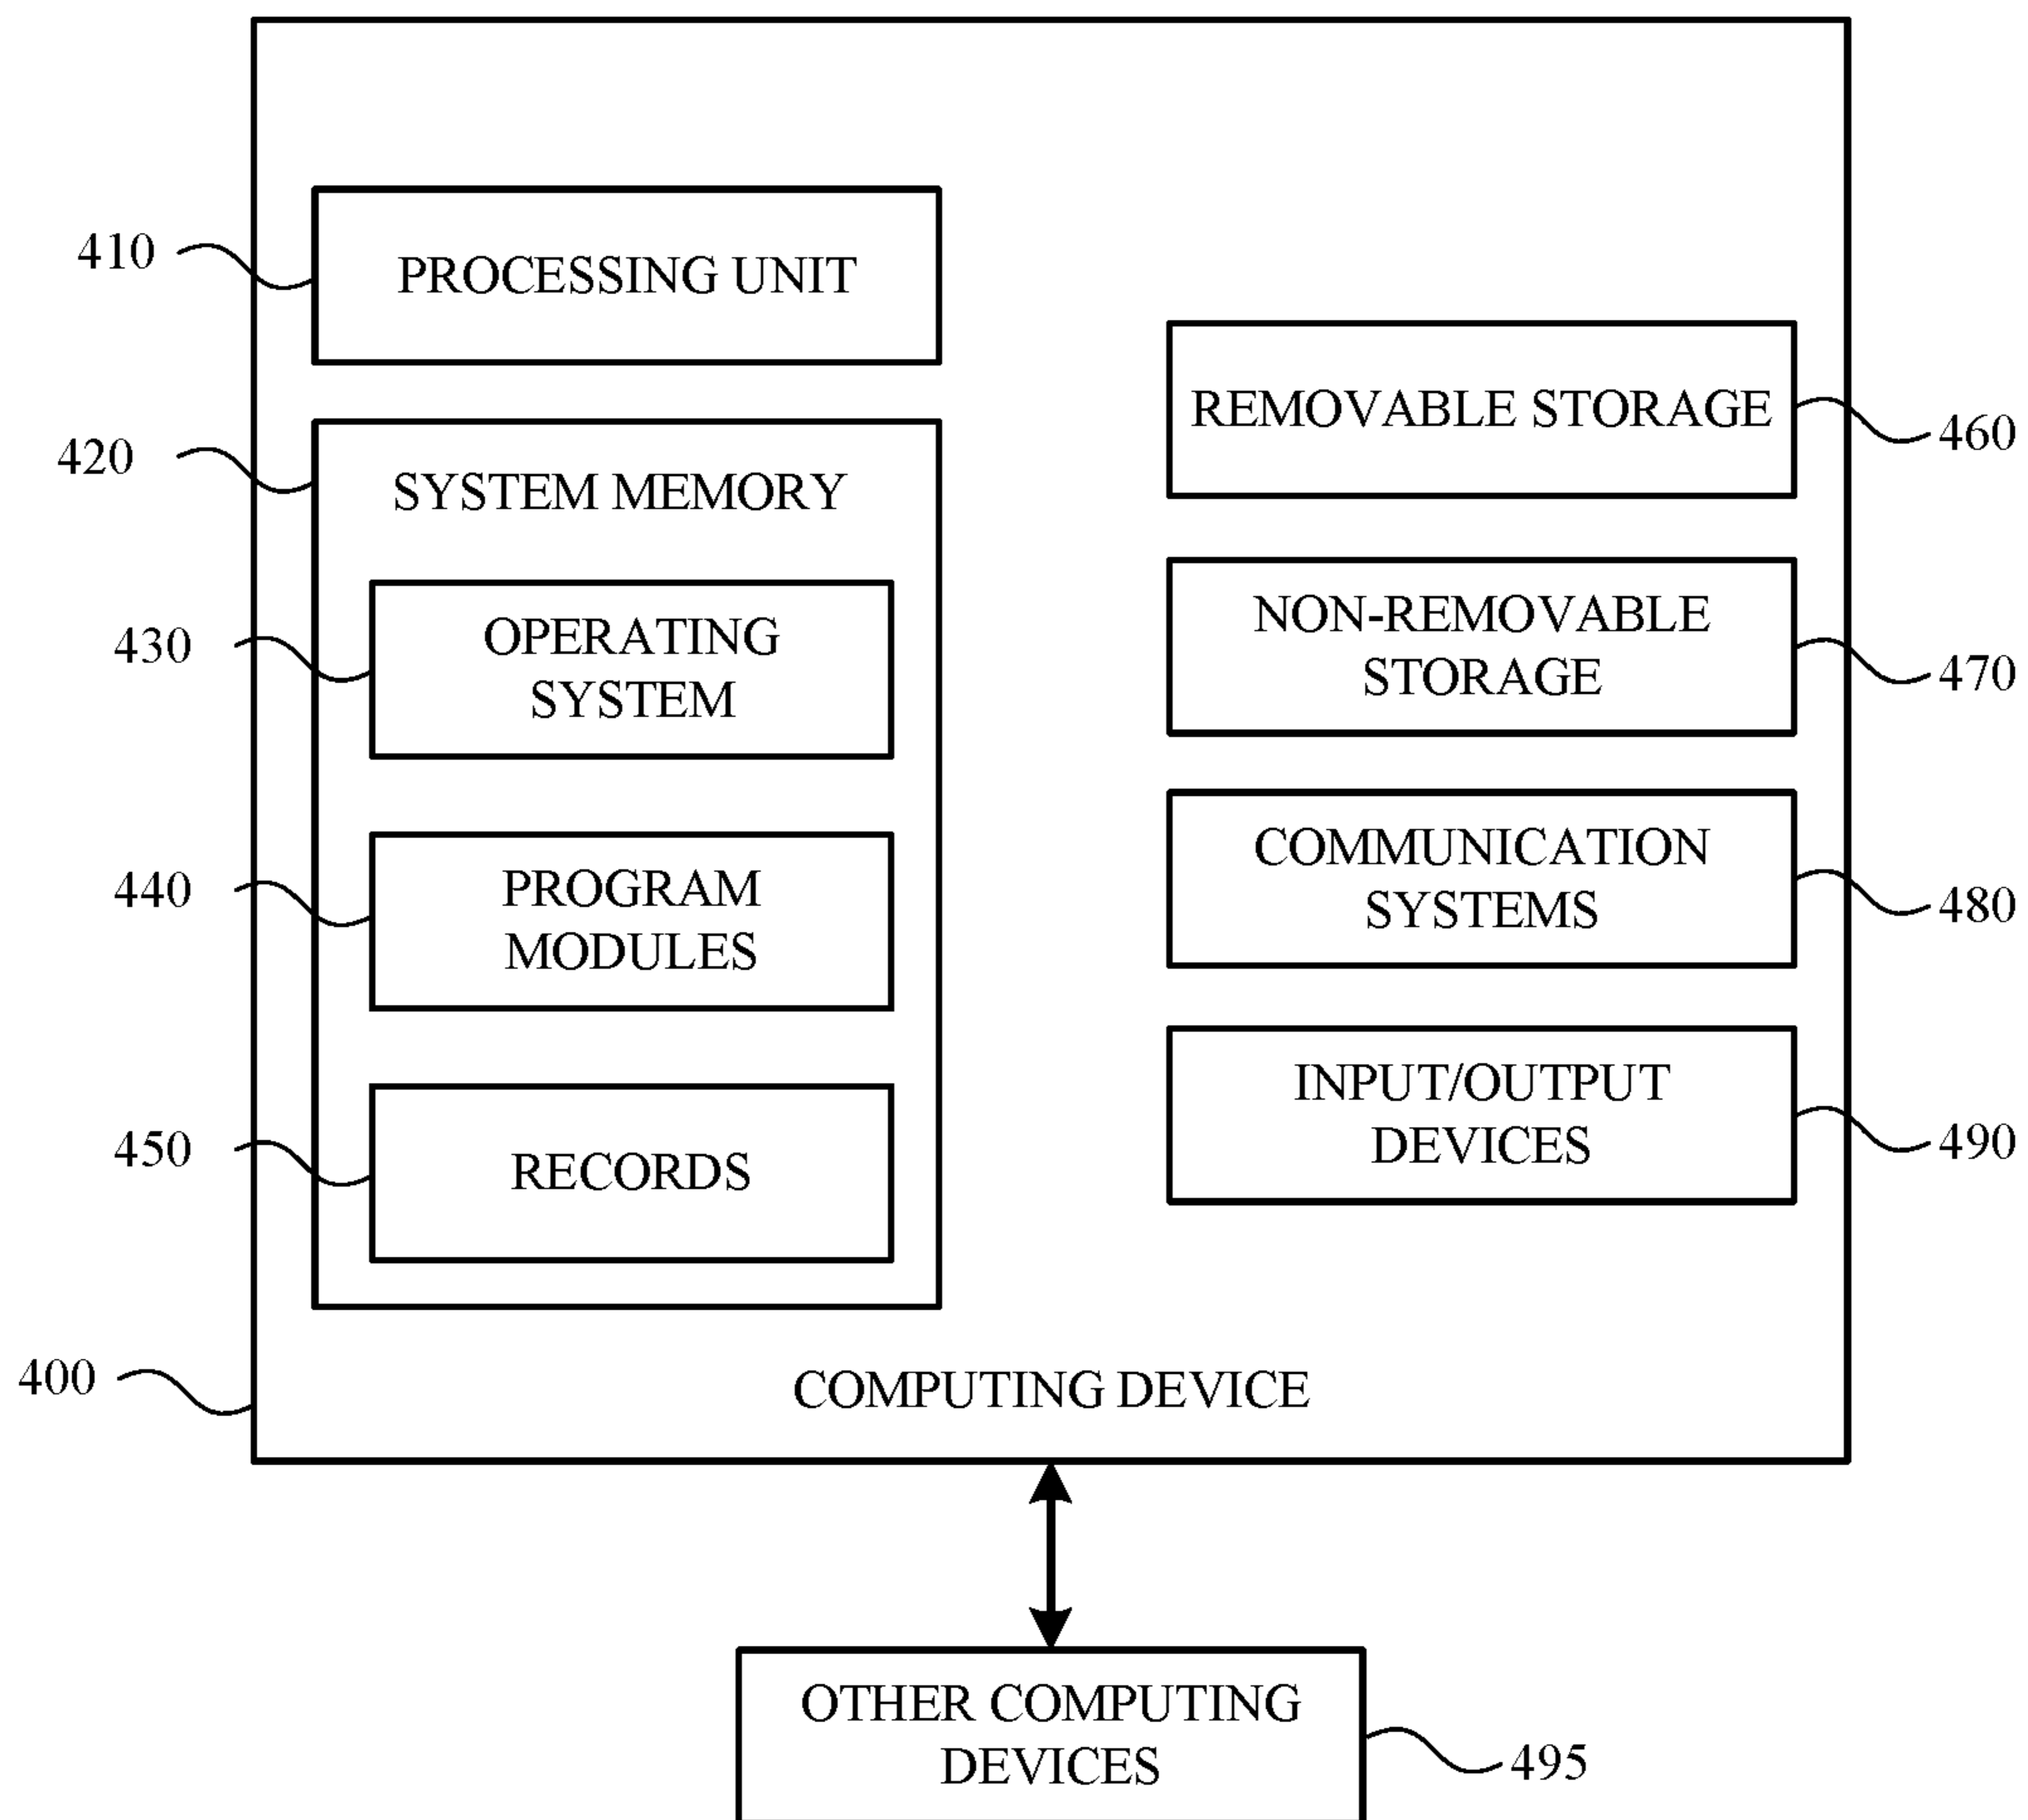 410
PROCESSING UNIT
420
SYSTEM MEMORY
430
OPERATING
SYSTEM
440
PROGRAM
MODULES
450
RECORDS
REMOVABLE STORAGE
460
NON-REMOVABLE
STORAGE
470
COMMUNICATION
SYSTEMS
480
INPUT/OUTPUT
DEVICES
490
400
COMPUTING DEVICE
OTHER COMPUTING
DEVICES
495